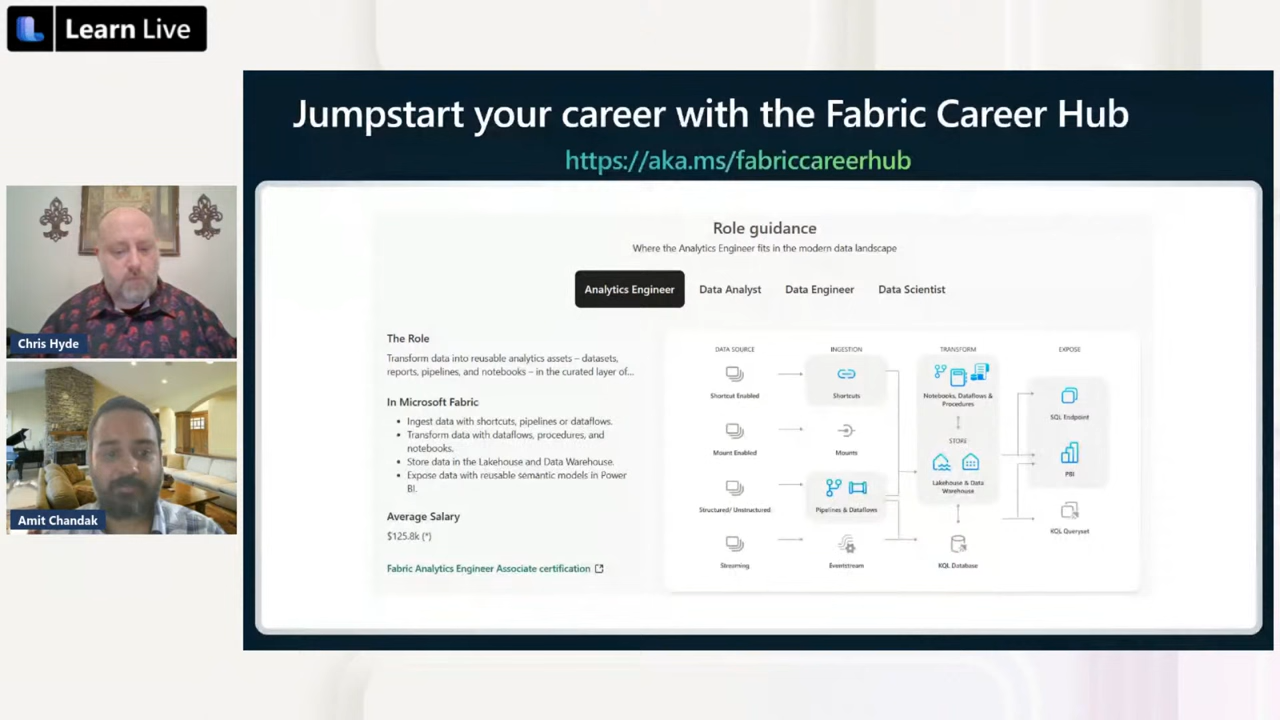 Learn Live
Jumpstart your career with the Fabric Career Hub
https://aka.ms/fabriccareerhub
Role guidance
Where the Analytics Engineer fits in the modern data landscape
Analytics Engineer
Data Analyst
Data Engineer
Data Scientist
The Role
Transform data into reusable analytics assets – datasets,
reports, pipelines, and notebooks – in the curated layer of...
In Microsoft Fabric
• Ingest data with shortcuts, pipelines or dataflows.
• Transform data with dataflows, procedures, and
notebooks.
• Store data in the Lakehouse and Data Warehouse.
• Expose data with reusable semantic models in Power
BI.
Average Salary
$125.8k (*)
Fabric Analytics Engineer Associate certification
DATA SOURCE
INGESTION
TRANSFORM
EXPOSE
Shortcut Enabled
Shortcuts
Notebooks, Dataflows &
Procedures
SQL Endpoint
Mount Enabled
Mounts
STORE
PBI
Lakehouse & Data
Warehouse
Structured/ Unstructured
Pipelines & Dataflows
KQL Queryset
Streaming
Eventstream
KQL Database
Chris Hyde
Amit Chandak